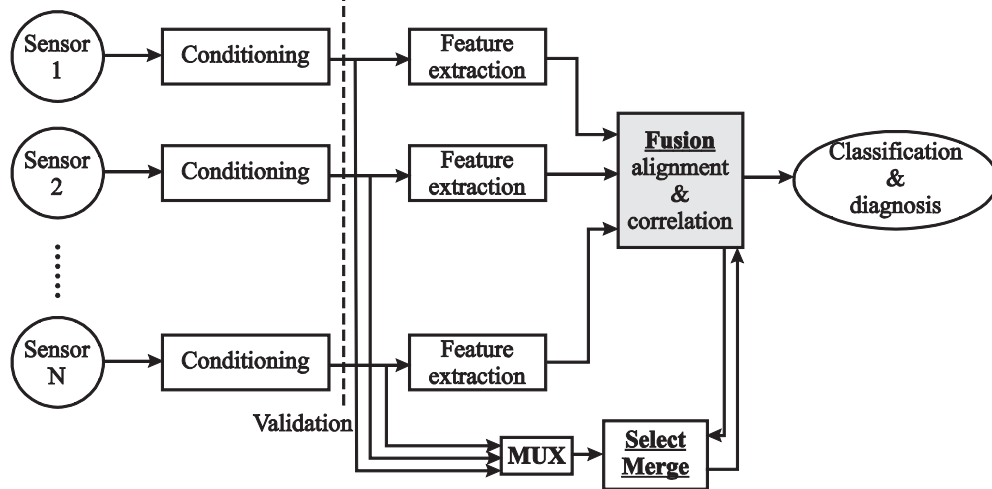 Sensor
1
Conditioning
Feature
extraction
Sensor
2
Conditioning
Feature
extraction
Fusion
alignment
&
correlation
Classification
&
diagnosis
Sensor
N
Conditioning
Feature
extraction
Validation
MUX
Select
Merge